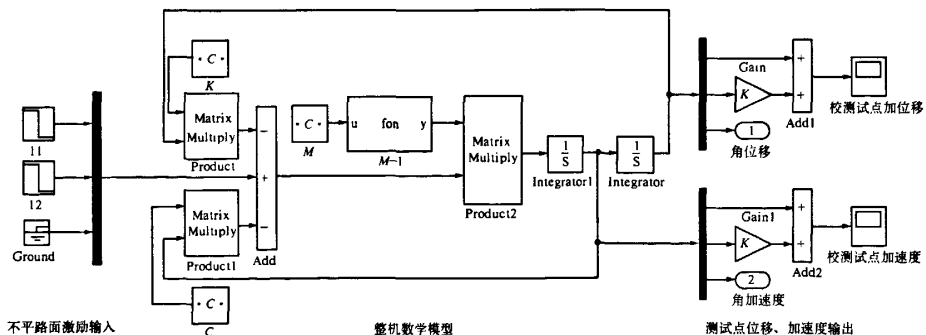 · C ·
K
Matrix
Multiply
Product
11
12
Ground
Matrix
Multiply
Product1
· C ·
C
−
+
−
Add
· C ·
M
u fon y
M−1
Matrix
Multiply
Product2
1
S
Integrator1
1
S
Integrator
Gain
K
+
+
Add1
校测试点加位移
1
角位移
Gain1
K
+
+
Add2
校测试点加速度
2
角加速度
不平路面激励输入
整机数学模型
测试点位移、加速度输出